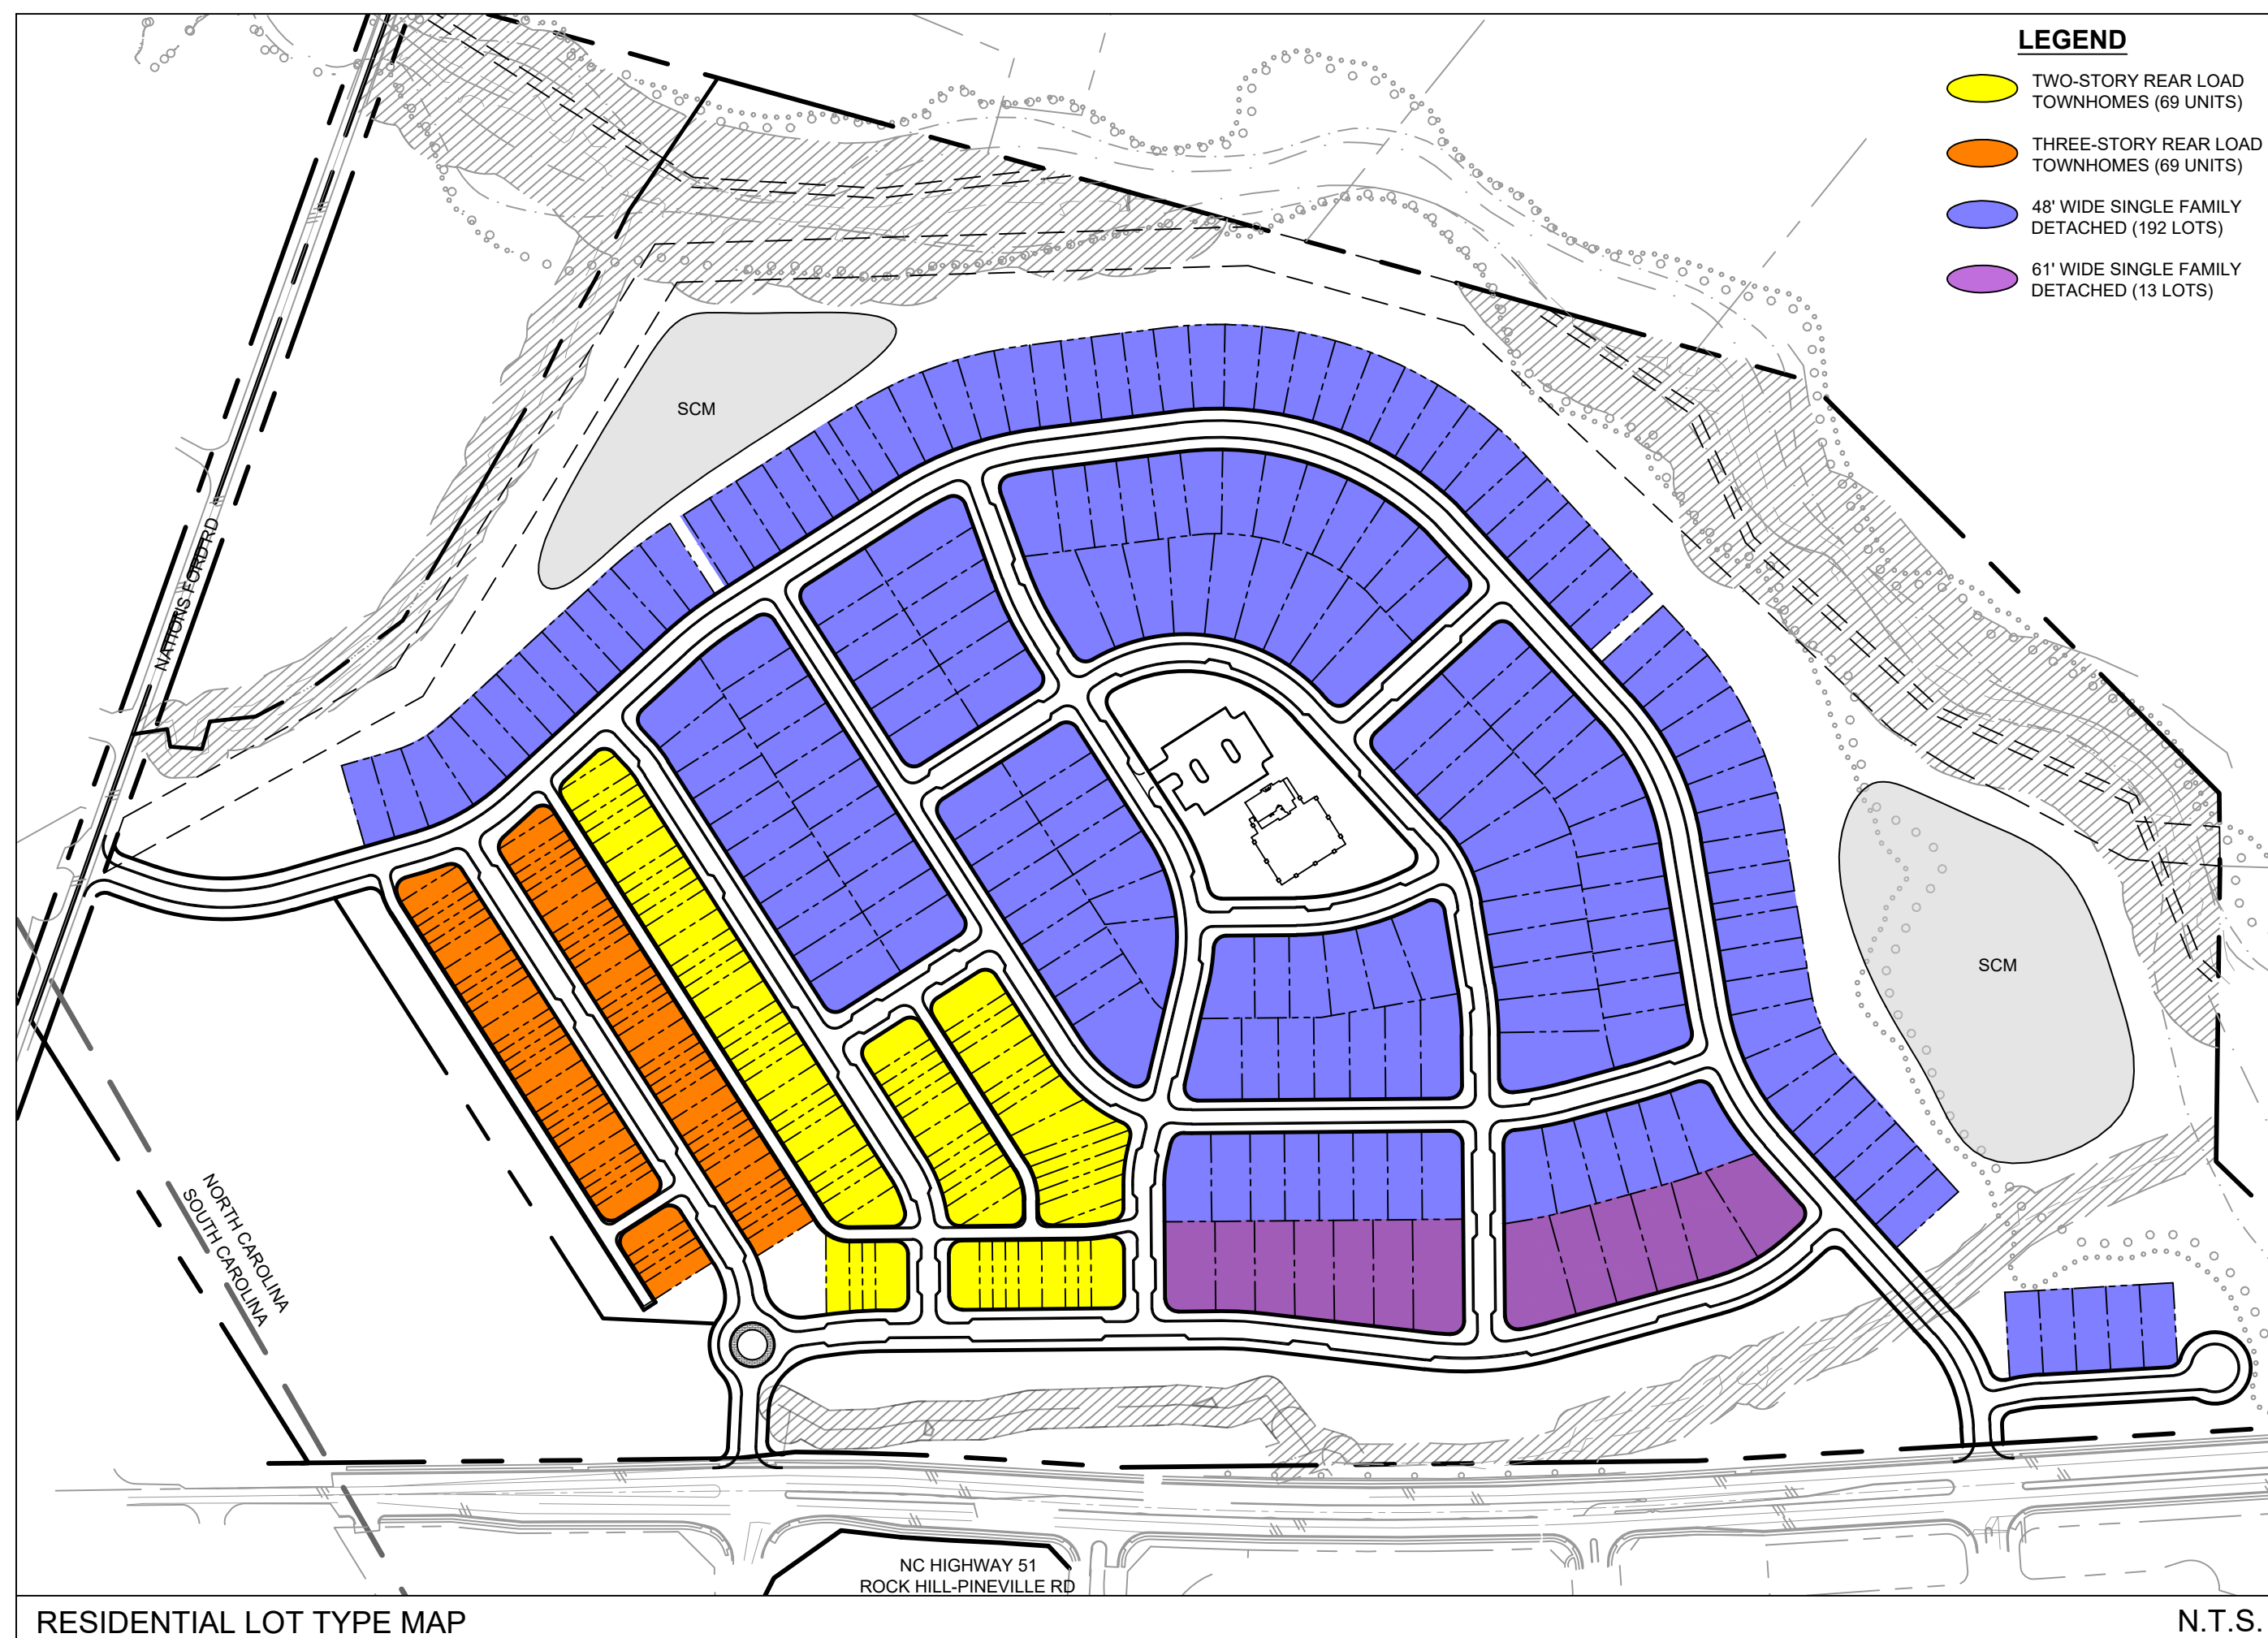 LEGEND
TWO-STORY REAR LOAD
TOWNHOMES (69 UNITS)
THREE-STORY REAR LOAD
TOWNHOMES (69 UNITS)
48' WIDE SINGLE FAMILY
DETACHED (192 LOTS)
61' WIDE SINGLE FAMILY
DETACHED (13 LOTS)
SCM
NATIONS FORD RD
SCM
NORTH CAROLINA
SOUTH CAROLINA
NC HIGHWAY 51
ROCK HILL-PINEVILLE RD
RESIDENTIAL LOT TYPE MAP
N.T.S.